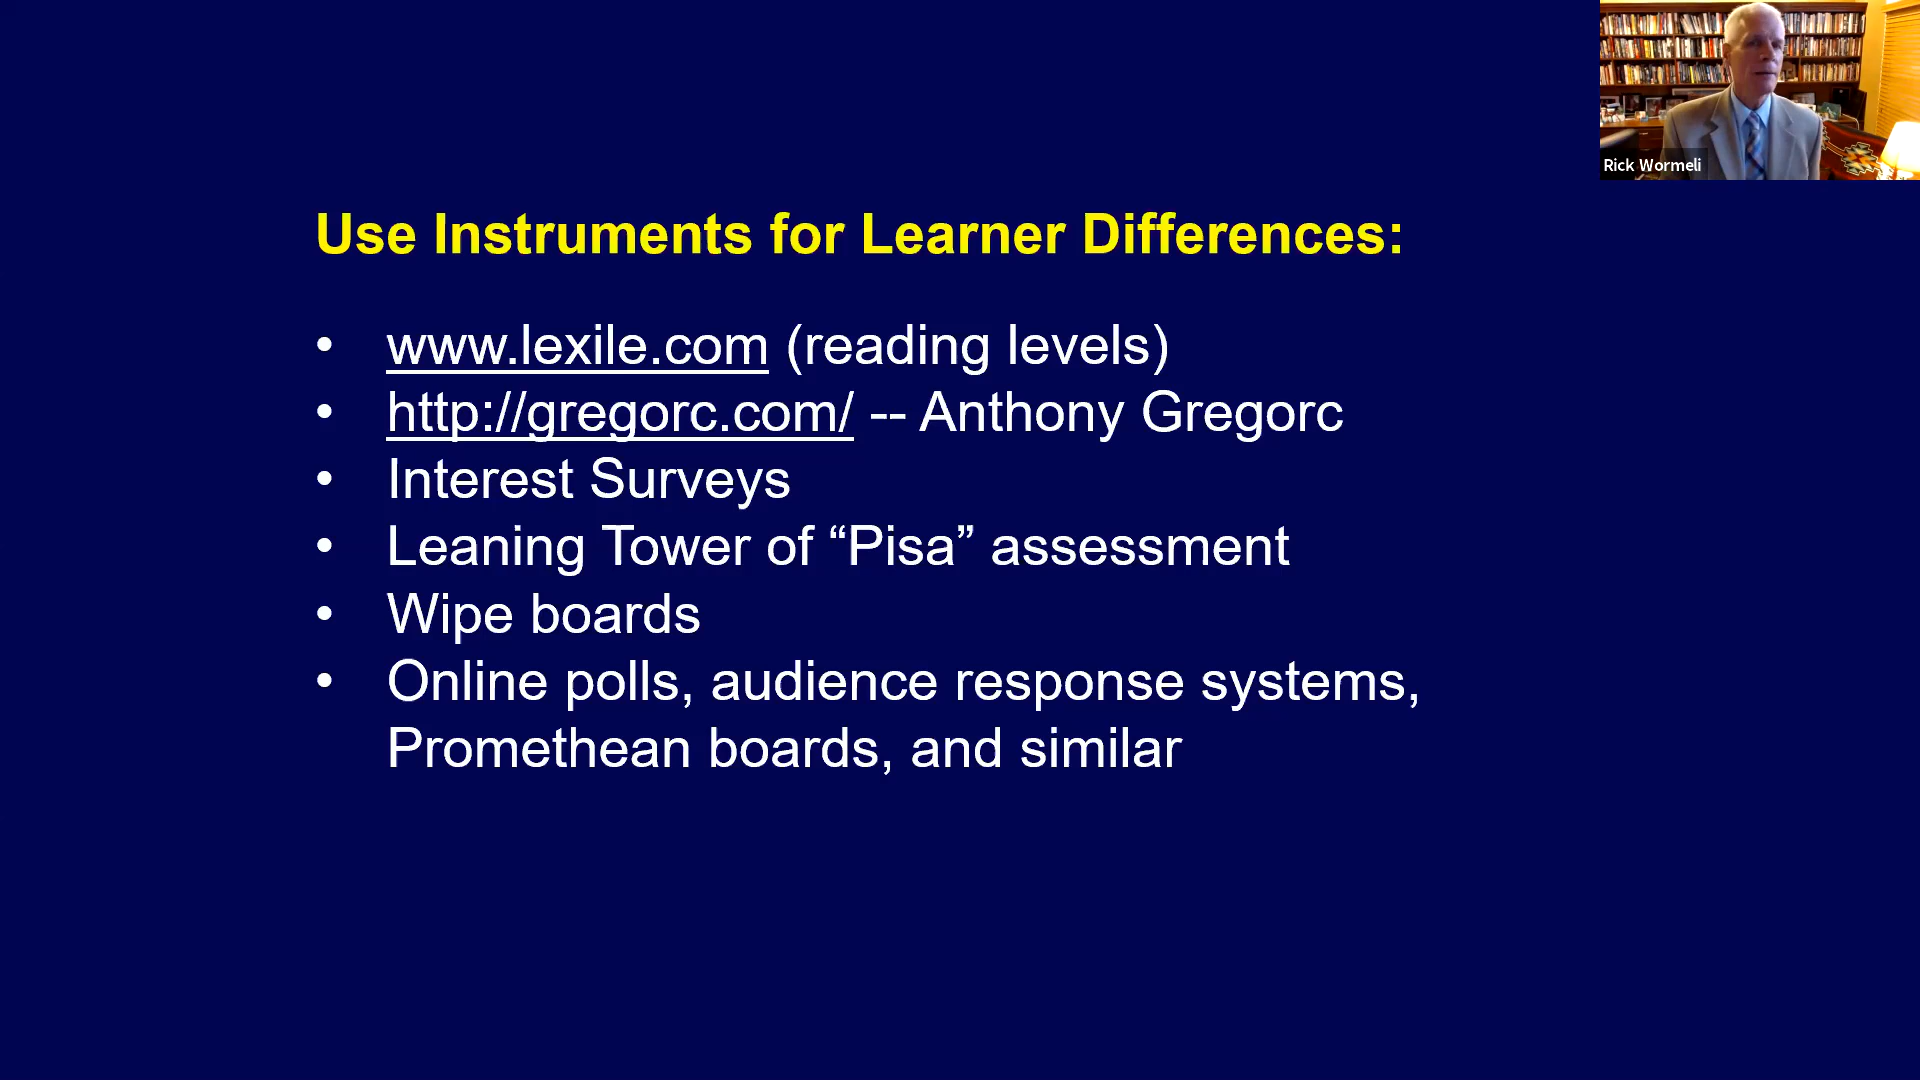 Rick Wormeli
Use Instruments for Learner Differences:
• www.lexile.com (reading levels)
• http://gregorc.com/ -- Anthony Gregorc
• Interest Surveys
• Leaning Tower of “Pisa” assessment
• Wipe boards
• Online polls, audience response systems,
Promethean boards, and similar